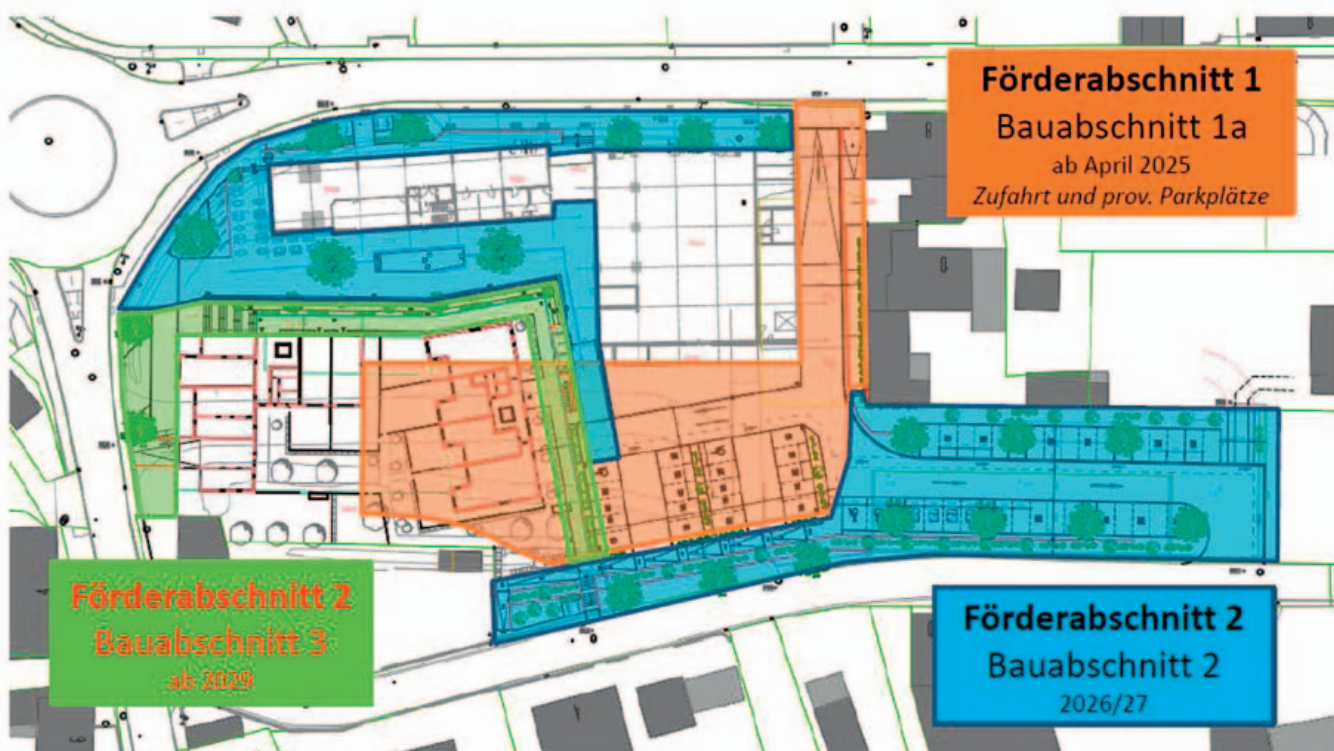 Förderabschnitt 1
Bauabschnitt 1a
ab April 2025
Zufahrt und prov. Parkplätze
Förderabschnitt 2
Bauabschnitt 3
ab 2029
Förderabschnitt 2
Bauabschnitt 2
2026/27